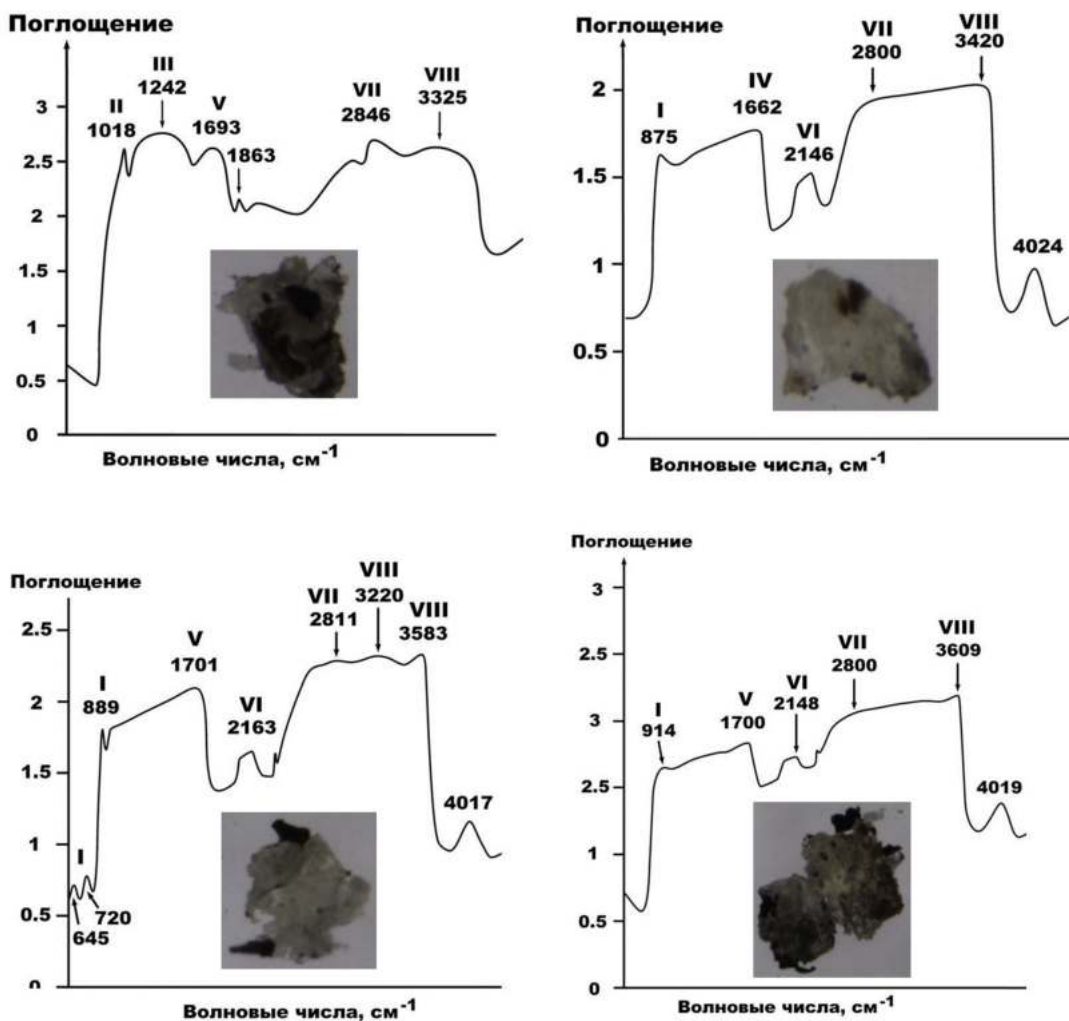 Поглощение
III
1242
II
1018
V
1693
1863
VII
2846
VIII
3325
3
2.5
2
1.5
1
0.5
0
Волновые числа, см⁻¹
Поглощение
I
875
IV
1662
VI
2146
VII
2800
VIII
3420
4024
2
1.5
1
0.5
0
Волновые числа, см⁻¹
Поглощение
I
645
720
I
889
V
1701
VI
2163
VII
2811
VIII
3220
VIII
3583
4017
2.5
2
1.5
1
0.5
0
Волновые числа, см⁻¹
Поглощение
I
914
V
1700
VI
2148
VII
2800
VIII
3609
4019
3
2.5
3
2.5
1
0.5
0
Волновые числа, см⁻¹